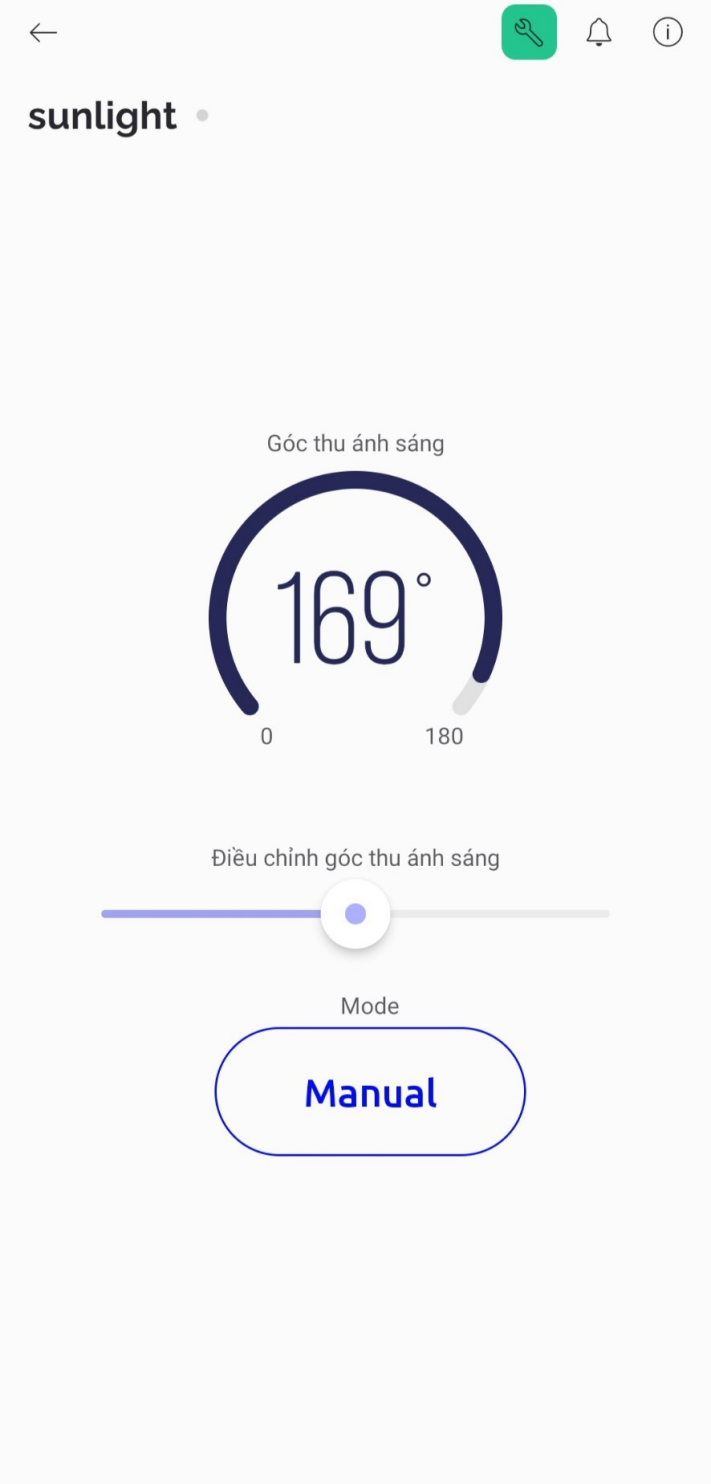 sunlight
Góc thu ánh sáng
169°
0 180
Điều chỉnh góc thu ánh sáng
Mode
Manual